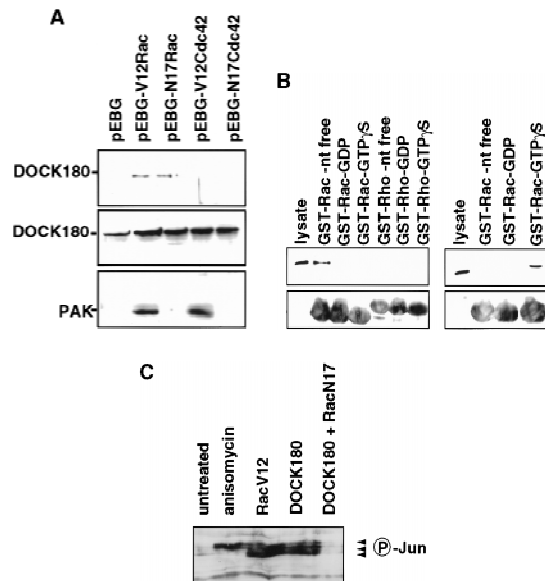 A
pEBG
pEBG-V12Rac
pEBG-N17Rac
pEBG-V12Cdc42
pEBG-N17Cdc42
DOCK180
DOCK180
PAK
B
lysate
GST-Rac -nt free
GST-Rac-GDP
GST-Rac-GTPγS
GST-Rho-nt free
GST-Rho-GDP
GST-Rho-GTPγS
lysate
GST-Rac -nt free
GST-Rac-GDP
GST-Rac-GTPγS
C
untreated
anisomycin
RacV12
DOCK180
DOCK180 + RacN17
Ⓟ-Jun